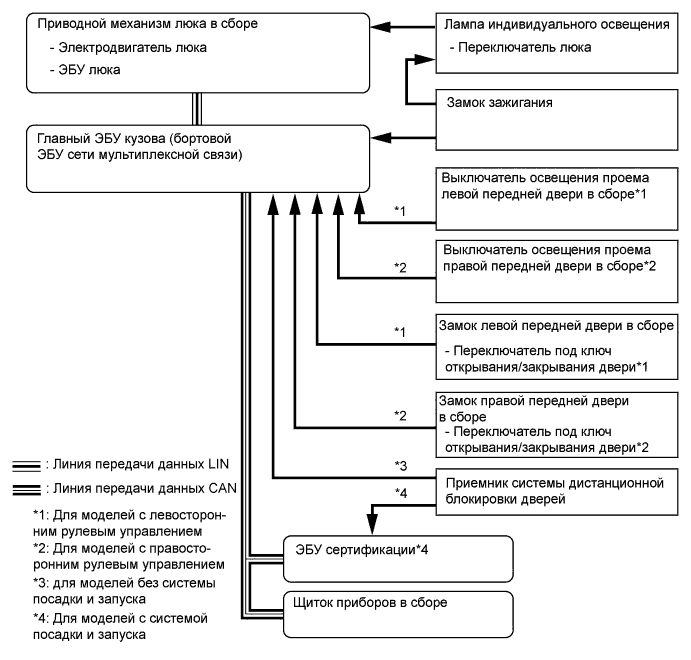 Приводной механизм люка в сборе
- Электродвигатель люка
- ЭБУ люка
Лампа индивидуального освещения
- Переключатель люка
Замок зажигания
Главный ЭБУ кузова (бортовой
ЭБУ сети мультиплексной связи)
Выключатель освещения проема
левой передней двери в сборе*1
*1
Выключатель освещения проема
правой передней двери в сборе*2
*2
Замок левой передней двери в сборе
- Переключатель под ключ
открывания/закрывания двери*1
*1
Замок правой передней двери
в сборе
- Переключатель под ключ
открывания/закрывания двери*2
*2
*3
*4
Приемник системы дистанционной
блокировки дверей
ЭБУ сертификации*4
Щиток приборов в сборе
: Линия передачи данных LIN
: Линия передачи данных CAN
*1: Для моделей с левосторон-
ним рулевым управлением
*2: Для моделей с правосто-
ронним рулевым управлением
*3: для моделей без системы
посадки и запуска
*4: Для моделей с системой
посадки и запуска